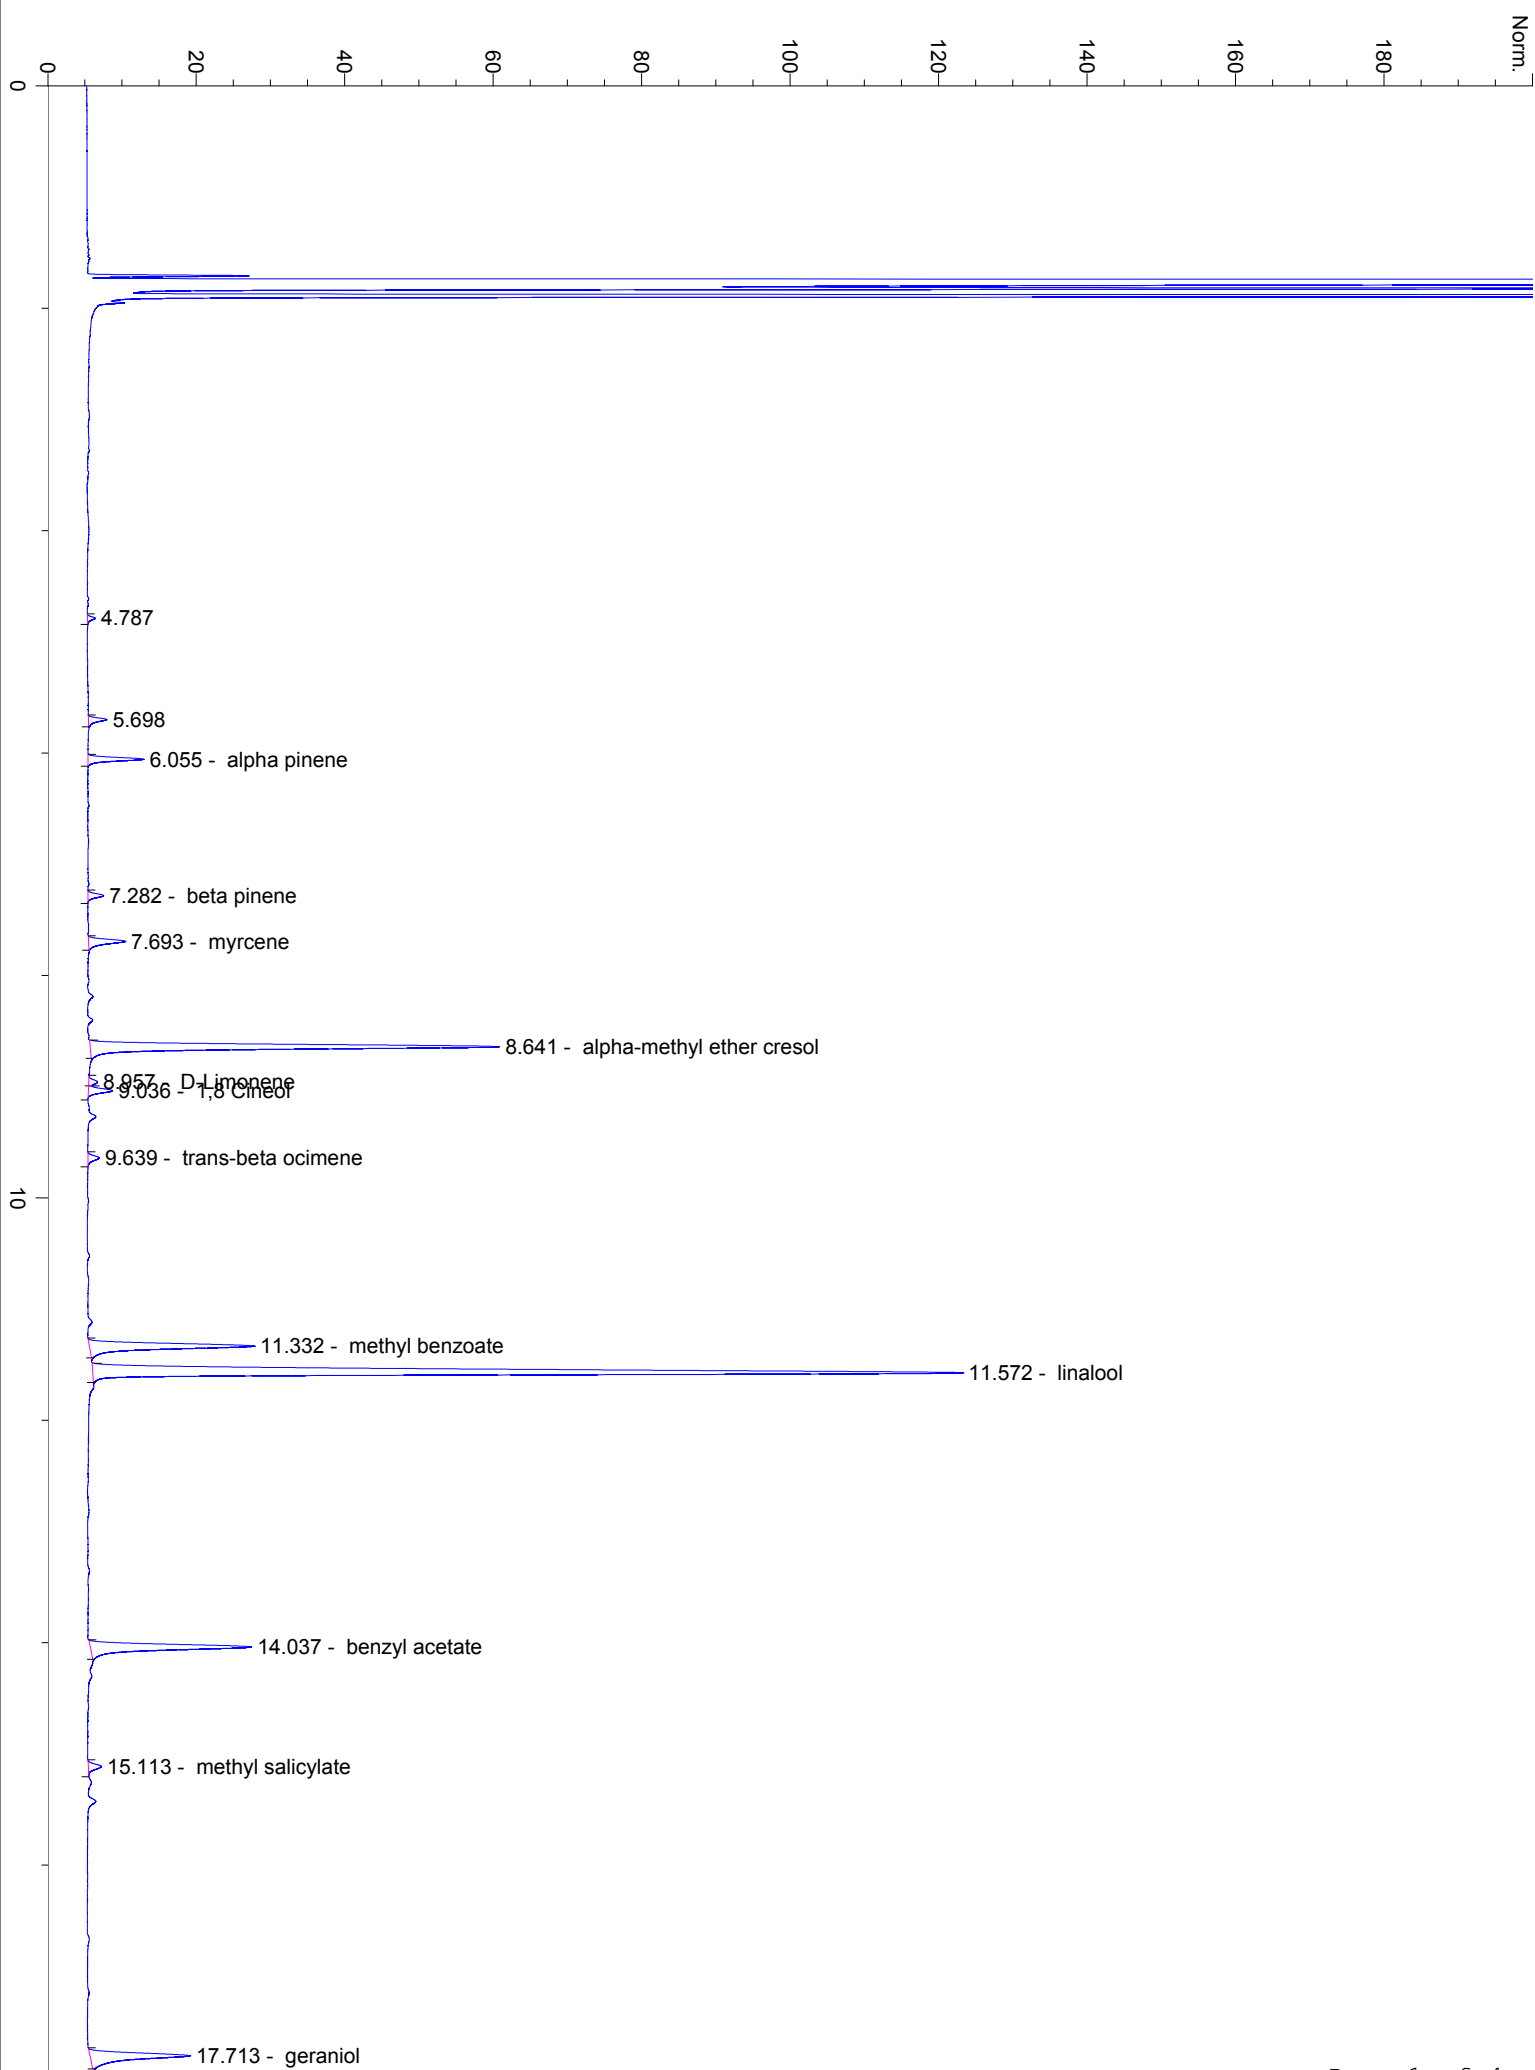 Norm.
0
20
40
60
80
100
120
140
160
180
0
4.787
5.698
6.055 - alpha pinene
7.282 - beta pinene
7.693 - myrcene
8.641 - alpha-methyl ether cresol
8.957 - D-Limonene
9.036 - 1,8 Cineol
9.639 - trans-beta ocimene
10
11.332 - methyl benzoate
11.572 - linalool
14.037 - benzyl acetate
15.113 - methyl salicylate
17.713 - geraniol